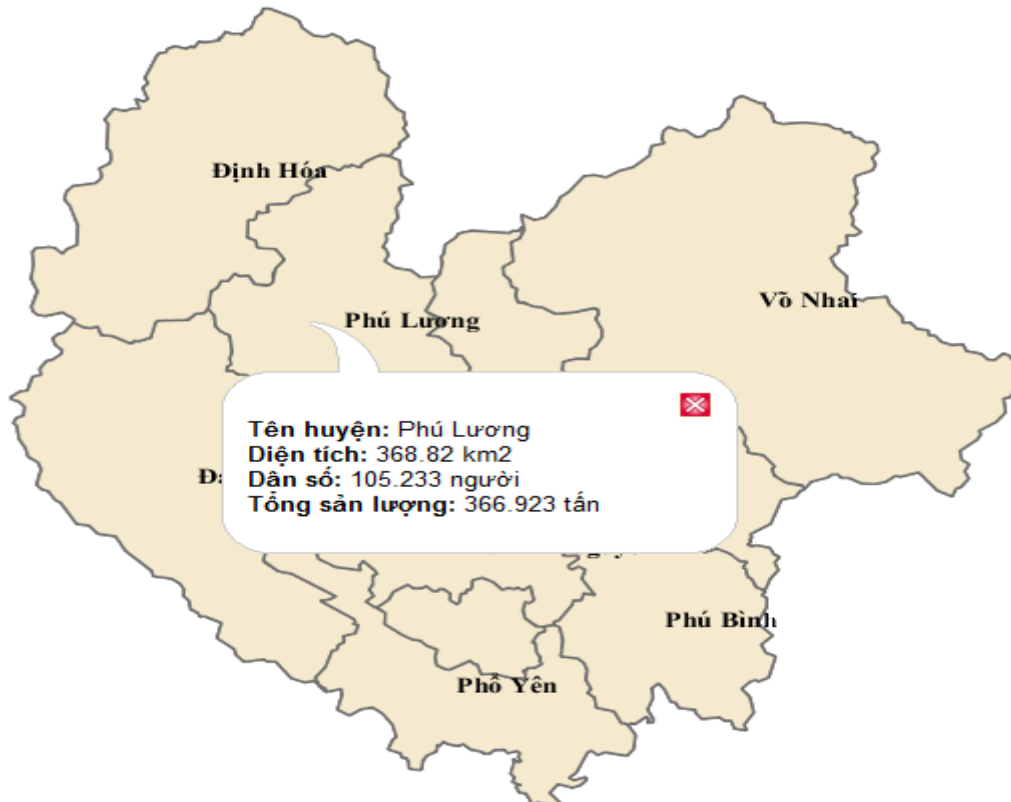 Định Hóa
Võ Nhai
Phú Lương
Tên huyện: Phú Lương
Diện tích: 368.82 km2
Dân số: 105.233 người
Tổng sản lượng: 366.923 tấn
Phú Bình
Phổ Yên